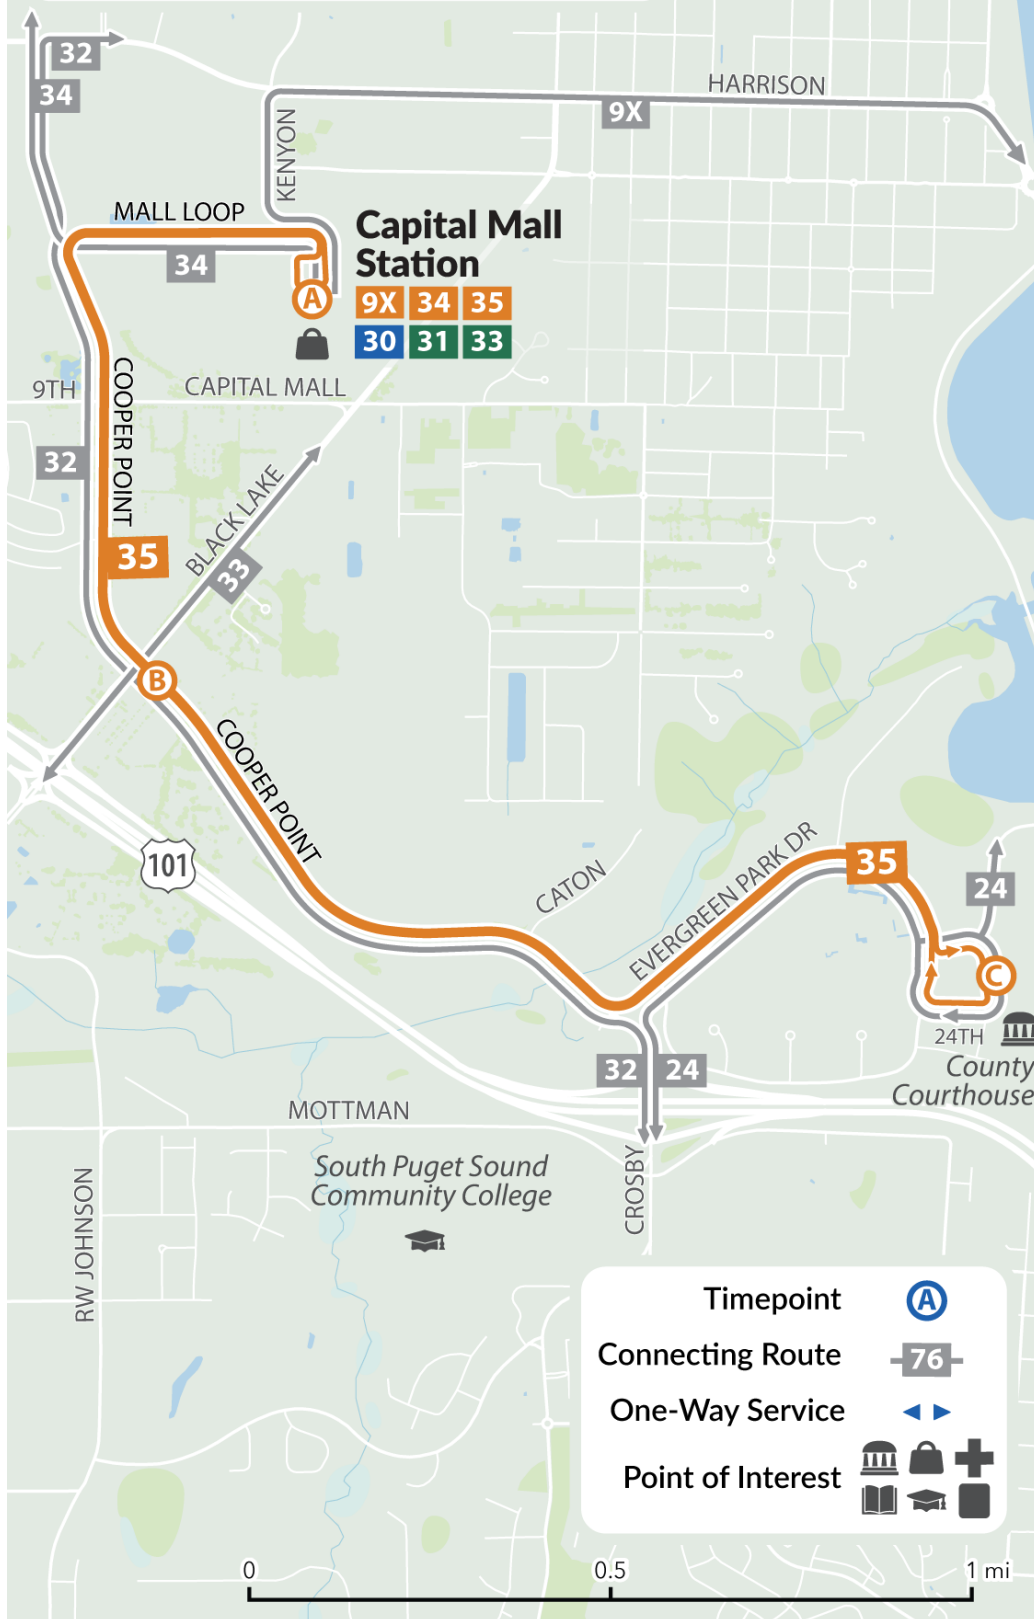 32
34
HARRISON
9X
KENYON
MALL LOOP
34
Capital Mall
Station
A
9X 34 35
30 31 33
9TH
CAPITAL MALL
COOPER POINT
32
BLACK LAKE
35
33
B
COOPER POINT
101
CATON
EVERGREEN PARK DR
35
24
C
24TH
County
Courthouse
32 24
MOTTMAN
South Puget Sound
Community College
CROSBY
RW JOHNSON
Timepoint A
Connecting Route 76
One-Way Service
Point of Interest
0 0.5 1 mi